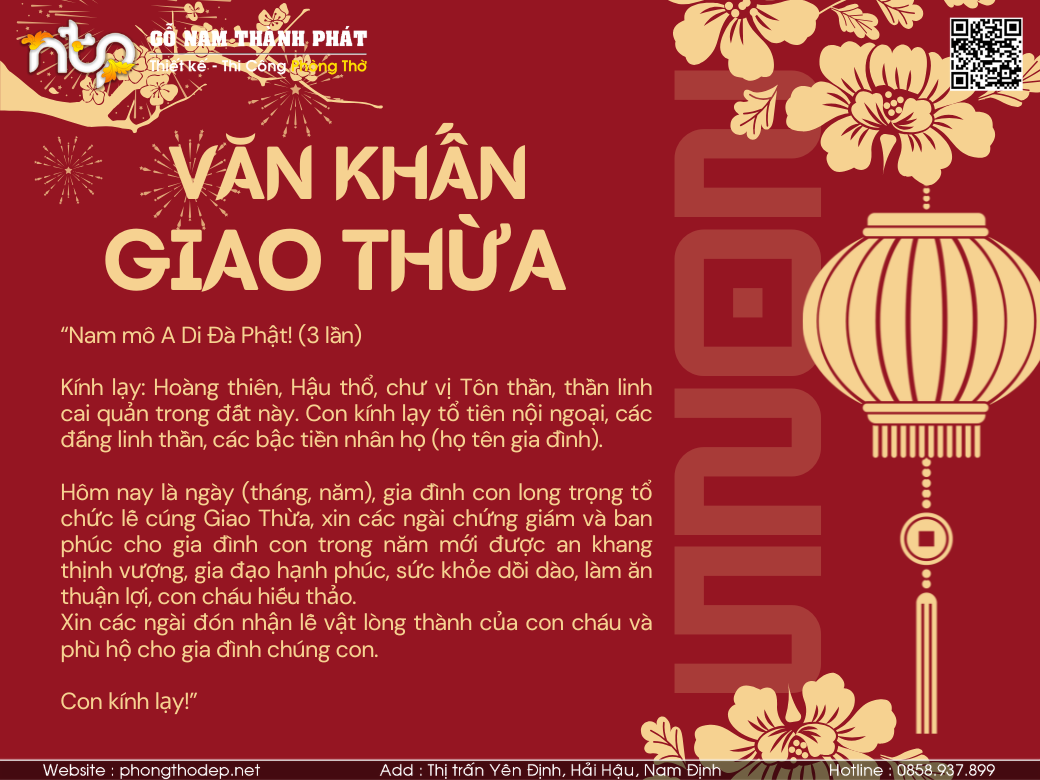 ntp
GỖ NAM THÀNH PHÁT
Thiết kế - Thi Công Phòng Thờ
VĂN KHẤN
GIAO THỪA
“Nam mô A Di Đà Phật! (3 lần)
Kính lạy: Hoàng thiên, Hậu thổ, chư vị Tôn thần, thần linh
cai quản trong đất này. Con kính lạy tổ tiên nội ngoại, các
đấng linh thần, các bậc tiền nhân họ (họ tên gia đình).
Hôm nay là ngày (tháng, năm), gia đình con long trọng tổ
chức lễ cúng Giao Thừa, xin các ngài chứng giám và ban
phúc cho gia đình con trong năm mới được an khang
thịnh vượng, gia đạo hạnh phúc, sức khỏe dồi dào, làm ăn
thuận lợi, con cháu hiếu thảo.
Xin các ngài đón nhận lễ vật lòng thành của con cháu và
phù hộ cho gia đình chúng con.
Con kính lạy!”
Website : phongthodep.net
Add : Thị trấn Yên Định, Hải Hậu, Nam Định
Hotline : 0858.937.899